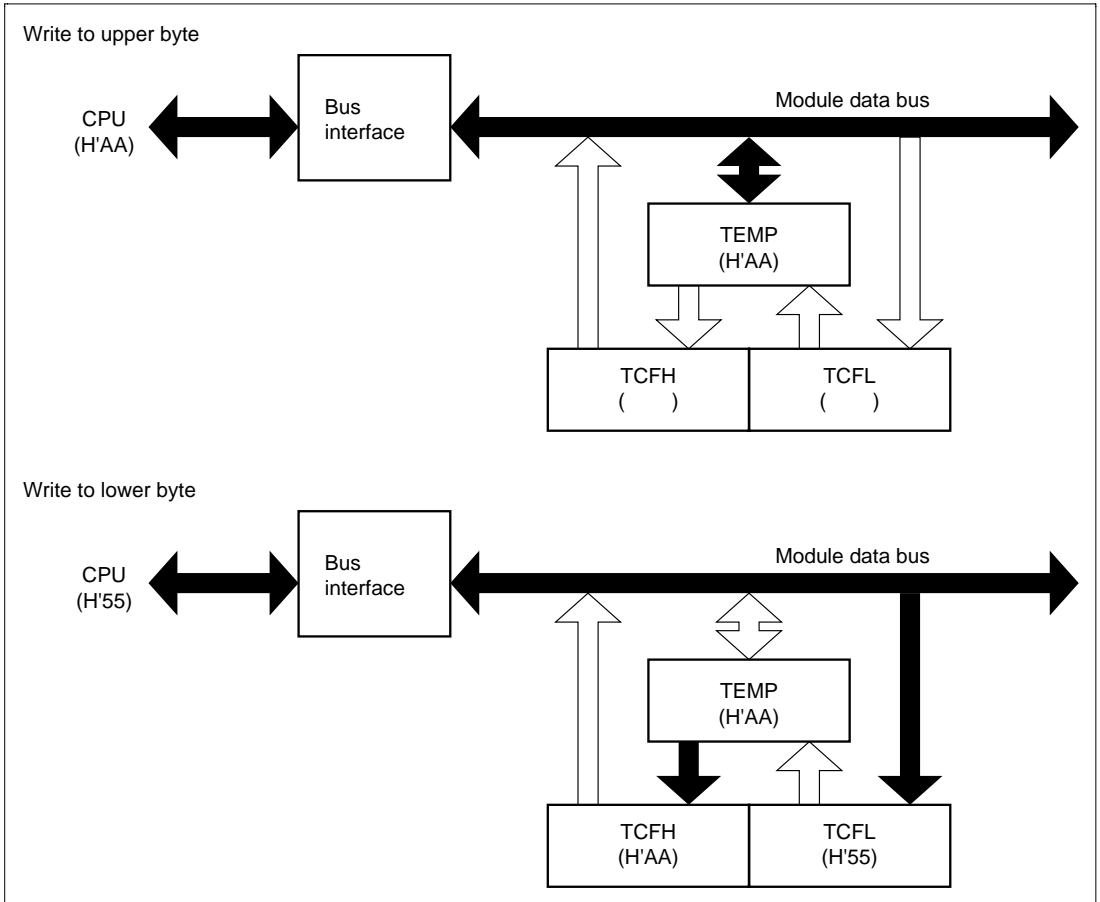 Write to upper byte
CPU
(H'AA)
Bus
interface
Module data bus
TEMP
(H'AA)
TCFH
(      )
TCFL
(      )
Write to lower byte
CPU
(H'55)
Bus
interface
Module data bus
TEMP
(H'AA)
TCFH
(H'AA)
TCFL
(H'55)